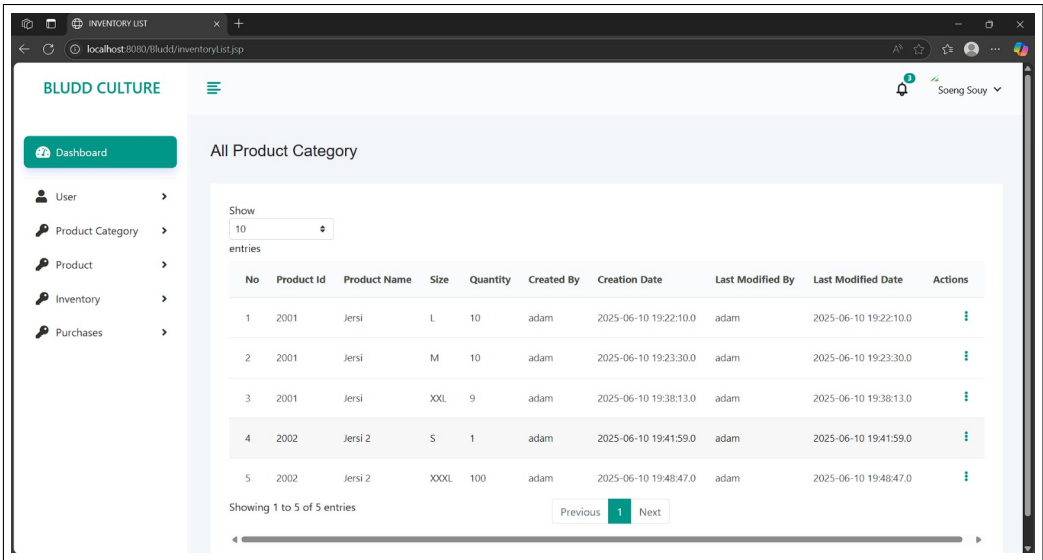 INVENTORY LIST
localhost:8080/Bludd/inventoryList.jsp
BLUDD CULTURE
3
Soeng Souy
Dashboard
User
Product Category
Product
Inventory
Purchases
All Product Category
Show
10
entries
No Product Id Product Name Size Quantity Created By Creation Date Last Modified By Last Modified Date Actions
1 2001 Jersi L 10 adam 2025-06-10 19:22:10.0 adam 2025-06-10 19:22:10.0
2 2001 Jersi M 10 adam 2025-06-10 19:23:30.0 adam 2025-06-10 19:23:30.0
3 2001 Jersi XXL 9 adam 2025-06-10 19:38:13.0 adam 2025-06-10 19:38:13.0
4 2002 Jersi 2 S 1 adam 2025-06-10 19:41:59.0 adam 2025-06-10 19:41:59.0
5 2002 Jersi 2 XXXL 100 adam 2025-06-10 19:48:47.0 adam 2025-06-10 19:48:47.0
Showing 1 to 5 of 5 entries
Previous 1 Next